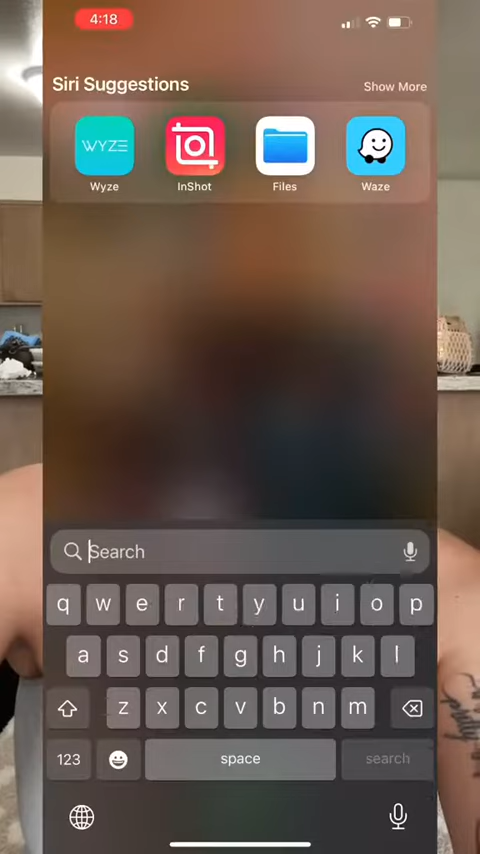 4:18
Siri Suggestions
Show More
WYZE
Wyze
InShot
Files
Waze
Search
q w e r t y u i o p
a s d f g h j k l
z x c v b n m
123
space
search